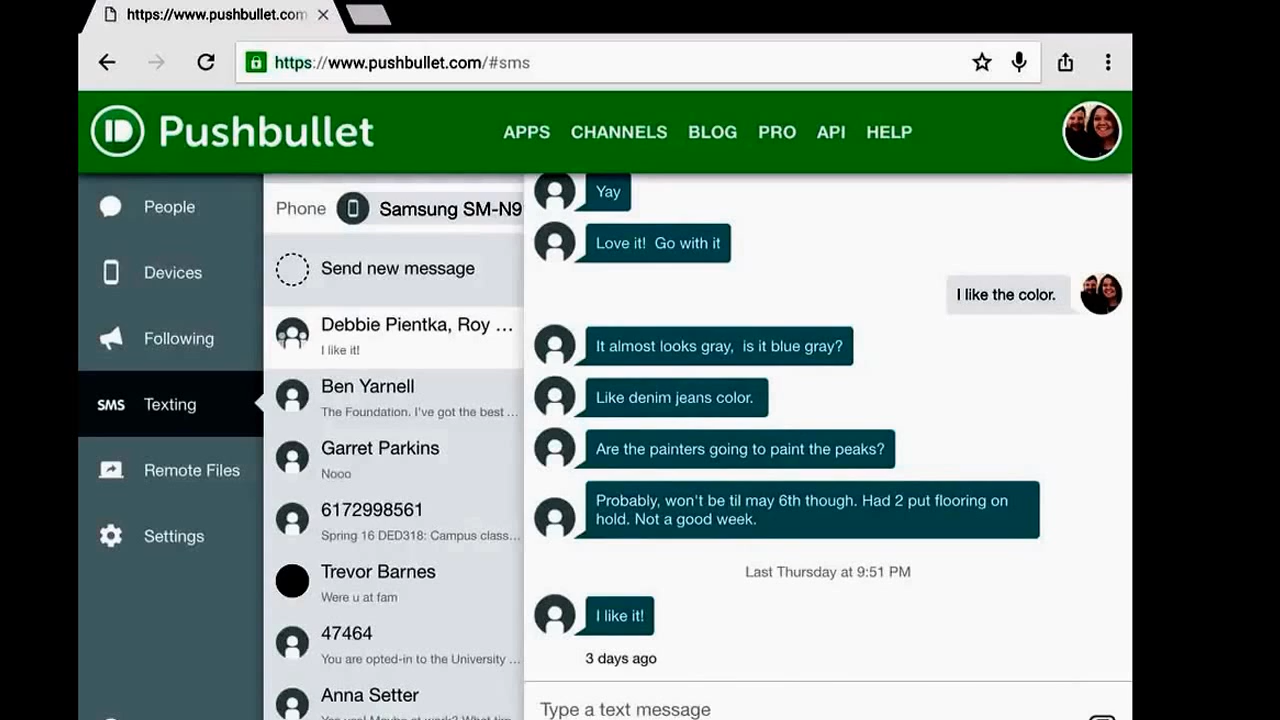 https://www.pushbullet.com
https://www.pushbullet.com/#sms
Pushbullet
APPS CHANNELS BLOG PRO API HELP
People
Devices
Following
SMS Texting
Remote Files
Settings
Phone Samsung SM-N9
Send new message
Debbie Pientka, Roy ...
I like it!
Ben Yarnell
The Foundation. I've got the best ...
Garret Parkins
Nooo
6172998561
Spring 16 DED318: Campus class...
Trevor Barnes
Were u at fam
47464
You are opted-in to the University ...
Anna Setter
Yay
Love it! Go with it
I like the color.
It almost looks gray, is it blue gray?
Like denim jeans color.
Are the painters going to paint the peaks?
Probably, won't be til may 6th though. Had 2 put flooring on
hold. Not a good week.
Last Thursday at 9:51 PM
I like it!
3 days ago
Type a text message